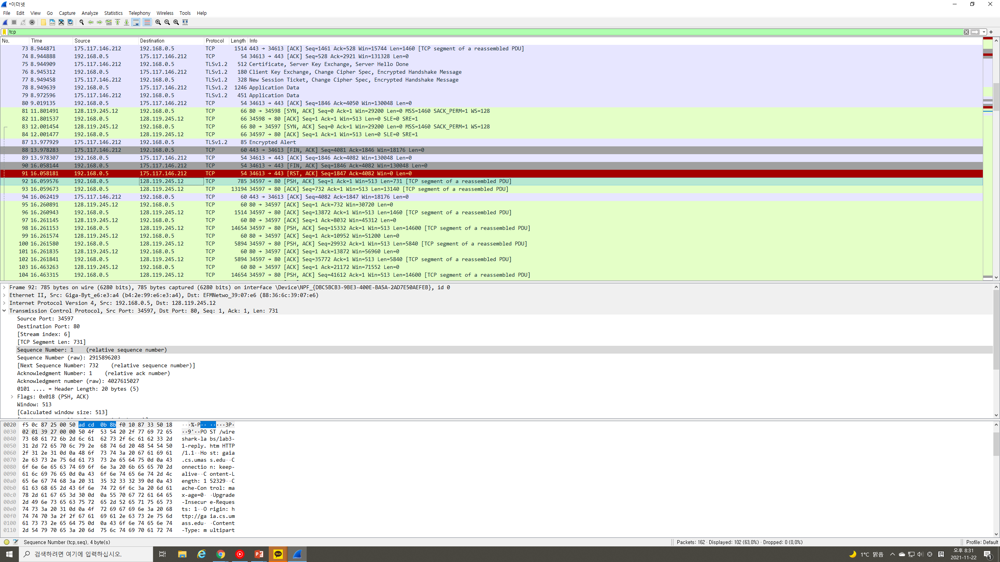 *이더넷
File Edit View Go Capture Analyze Statistics Telephony Wireless Tools Help
tcp
No. Time Source Destination Protocol Length Info
73 8.944871 175.117.146.212 192.168.0.5 TCP 1514 443 → 34613 [ACK] Seq=1461 Ack=528 Win=15744 Len=1460 [TCP segment of a reassembled PDU]
74 8.944888 192.168.0.5 175.117.146.212 TCP 54 34613 → 443 [ACK] Seq=528 Ack=2921 Win=131328 Len=0
75 8.944909 175.117.146.212 192.168.0.5 TLSv1.2 512 Certificate, Server Key Exchange, Server Hello Done
76 8.945312 192.168.0.5 175.117.146.212 TLSv1.2 180 Client Key Exchange, Change Cipher Spec, Encrypted Handshake Message
77 8.949458 175.117.146.212 192.168.0.5 TLSv1.2 328 New Session Ticket, Change Cipher Spec, Encrypted Handshake Message
78 8.949639 192.168.0.5 175.117.146.212 TLSv1.2 1246 Application Data
79 8.972596 175.117.146.212 192.168.0.5 TLSv1.2 451 Application Data
80 9.019135 192.168.0.5 175.117.146.212 TCP 54 34613 → 443 [ACK] Seq=1846 Ack=4050 Win=130048 Len=0
81 11.801491 128.119.245.12 192.168.0.5 TCP 66 80 → 34598 [SYN, ACK] Seq=0 Ack=1 Win=29200 Len=0 MSS=1460 SACK_PERM=1 WS=128
82 11.801537 192.168.0.5 128.119.245.12 TCP 66 34598 → 80 [ACK] Seq=1 Ack=1 Win=513 Len=0 SLE=0 SRE=1
83 12.001454 128.119.245.12 192.168.0.5 TCP 66 80 → 34597 [SYN, ACK] Seq=0 Ack=1 Win=29200 Len=0 MSS=1460 SACK_PERM=1 WS=128
84 12.001477 192.168.0.5 128.119.245.12 TCP 66 34597 → 80 [ACK] Seq=1 Ack=1 Win=513 Len=0 SLE=0 SRE=1
87 13.977929 175.117.146.212 192.168.0.5 TLSv1.2 85 Encrypted Alert
88 13.978283 175.117.146.212 192.168.0.5 TCP 60 443 → 34613 [FIN, ACK] Seq=4081 Ack=1846 Win=18176 Len=0
89 13.978307 192.168.0.5 175.117.146.212 TCP 54 34613 → 443 [ACK] Seq=1846 Ack=4082 Win=130048 Len=0
90 16.058144 192.168.0.5 175.117.146.212 TCP 54 34613 → 443 [FIN, ACK] Seq=1846 Ack=4082 Win=130048 Len=0
91 16.058181 192.168.0.5 175.117.146.212 TCP 54 34613 → 443 [RST, ACK] Seq=1847 Ack=4082 Win=0 Len=0
92 16.059576 192.168.0.5 128.119.245.12 TCP 785 34597 → 80 [PSH, ACK] Seq=1 Ack=1 Win=513 Len=731 [TCP segment of a reassembled PDU]
93 16.059673 192.168.0.5 128.119.245.12 TCP 13194 34597 → 80 [ACK] Seq=732 Ack=1 Win=513 Len=13140 [TCP segment of a reassembled PDU]
94 16.062419 175.117.146.212 192.168.0.5 TCP 60 443 → 34613 [ACK] Seq=4082 Ack=1847 Win=18176 Len=0
95 16.260891 128.119.245.12 192.168.0.5 TCP 60 80 → 34597 [ACK] Seq=1 Ack=732 Win=30720 Len=0
96 16.260943 192.168.0.5 128.119.245.12 TCP 1514 34597 → 80 [ACK] Seq=13872 Ack=1 Win=513 Len=1460 [TCP segment of a reassembled PDU]
97 16.261145 128.119.245.12 192.168.0.5 TCP 60 80 → 34597 [ACK] Seq=1 Ack=8032 Win=45312 Len=0
98 16.261153 192.168.0.5 128.119.245.12 TCP 14654 34597 → 80 [PSH, ACK] Seq=15332 Ack=1 Win=513 Len=14600 [TCP segment of a reassembled PDU]
99 16.261574 128.119.245.12 192.168.0.5 TCP 60 80 → 34597 [ACK] Seq=1 Ack=10952 Win=51200 Len=0
100 16.261580 192.168.0.5 128.119.245.12 TCP 5894 34597 → 80 [PSH, ACK] Seq=29932 Ack=1 Win=513 Len=5840 [TCP segment of a reassembled PDU]
101 16.261835 128.119.245.12 192.168.0.5 TCP 60 80 → 34597 [ACK] Seq=1 Ack=13872 Win=56960 Len=0
102 16.261841 192.168.0.5 128.119.245.12 TCP 5894 34597 → 80 [ACK] Seq=35772 Ack=1 Win=513 Len=5840 [TCP segment of a reassembled PDU]
103 16.463263 128.119.245.12 192.168.0.5 TCP 60 80 → 34597 [ACK] Seq=1 Ack=21172 Win=71552 Len=0
104 16.463315 192.168.0.5 128.119.245.12 TCP 14654 34597 → 80 [PSH, ACK] Seq=41612 Ack=1 Win=513 Len=14600 [TCP segment of a reassembled PDU]
Frame 92: 785 bytes on wire (6280 bits), 785 bytes captured (6280 bits) on interface \Device\NPF_{DBC5BCB3-9BE3-400E-BA5A-2AD7E50AEFEB}, id 0
Ethernet II, Src: Giga-Byt_e6:e3:a4 (b4:2e:99:e6:e3:a4), Dst: EFMNetwo_39:07:e6 (88:36:6c:39:07:e6)
Internet Protocol Version 4, Src: 192.168.0.5, Dst: 128.119.245.12
Transmission Control Protocol, Src Port: 34597, Dst Port: 80, Seq: 1, Ack: 1, Len: 731
Source Port: 34597
Destination Port: 80
[Stream index: 6]
[TCP Segment Len: 731]
Sequence Number: 1 (relative sequence number)
Sequence Number (raw): 2915896203
[Next Sequence Number: 732 (relative sequence number)]
Acknowledgment Number: 1 (relative ack number)
Acknowledgment number (raw): 4027615027
0101 .... = Header Length: 20 bytes (5)
Flags: 0x018 (PSH, ACK)
Window: 513
[Calculated window size: 513]
0020 f5 0c 87 25 00 50 ad cd 0b 8b f0 10 87 33 50 18 ···%·P·· ·····3P·
0030 02 01 39 27 00 00 50 4f 53 54 20 2f 77 69 72 65 ··9'··PO ST /wire
0040 73 68 61 72 6b 2d 6c 61 62 73 2f 6c 61 62 33 2d shark-la bs/lab3-
0050 31 2d 72 65 70 6c 79 2e 68 74 6d 20 48 54 54 50 1-reply. htm HTTP
0060 2f 31 2e 31 0d 0a 48 6f 73 74 3a 20 67 61 69 61 /1.1··Ho st: gaia
0070 2e 63 73 2e 75 6d 61 73 73 2e 65 64 75 0d 0a 43 .cs.umas s.edu··C
0080 6f 6e 6e 65 63 74 69 6f 6e 3a 20 6b 65 65 70 2d onnectio n: keep-
0090 61 6c 69 76 65 0d 0a 43 6f 6e 74 65 6e 74 2d 4c alive··C ontent-L
00a0 65 6e 67 74 68 3a 20 31 35 32 33 32 39 0d 0a 43 ength: 1 52329··C
00b0 61 63 68 65 2d 43 6f 6e 74 72 6f 6c 3a 20 6d 61 ache-Con trol: ma
00c0 78 2d 61 67 65 3d 30 0d 0a 55 70 67 72 61 64 65 x-age=0· ·Upgrade
00d0 2d 49 6e 73 65 63 75 72 65 2d 52 65 71 75 65 73 -Insecur e-Reques
00e0 74 73 3a 20 31 0d 0a 4f 72 69 67 69 6e 3a 20 68 ts: 1··O rigin: h
00f0 74 74 70 3a 2f 2f 67 61 69 61 2e 63 73 2e 75 6d ttp://ga ia.cs.um
0100 61 73 73 2e 65 64 75 0d 0a 43 6f 6e 74 65 6e 74 ass.edu· ·Content
0110 2d 54 79 70 65 3a 20 6d 75 6c 74 69 70 61 72 74 -Type: m ultipart
Sequence Number (tcp.seq), 4 byte(s) Packets: 162 · Displayed: 102 (63.0%) · Dropped: 0 (0.0%) Profile: Default
검색하려면 여기에 입력하십시오. TALK 1°C 맑음 한 오후 8:31
2021-11-22 1